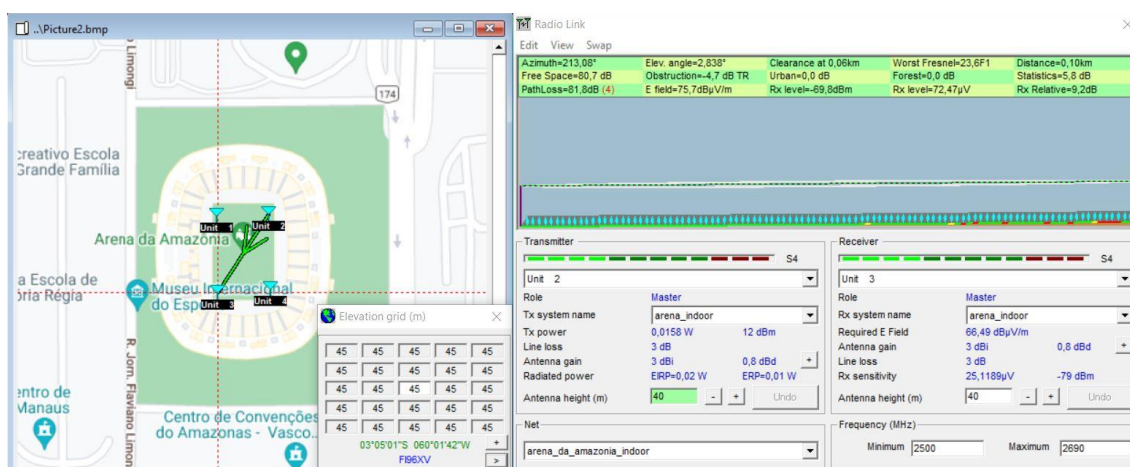 ..\Picture2.bmp
Limongi
174
creativo Escola
Grande Família
Unit 1
Unit 2
Arena da Amazônia
a Escola de
ória Régia
Museu Internacional
do Espo
Unit 3
Unit 4
R. Jorn. Flaviano Limon
entro de
Manaus
Centro de Convenções
do Amazonas - Vasco...
Elevation grid (m)
45 45 45 45 45
45 45 45 45 45
45 45 45 45 45
45 45 45 45 45
45 45 45 45 45
03°05'01"S 060°01'42"W
FI96XV
+
>
Radio Link
Edit View Swap
Azimuth=213,08° Elev. angle=2,838° Clearance at 0,06km Worst Fresnel=23,6F1 Distance=0,10km
Free Space=80,7 dB Obstruction=-4,7 dB TR Urban=0,0 dB Forest=0,0 dB Statistics=5,8 dB
PathLoss=81,8dB (4) E field=75,7dBμV/m Rx level=-69,8dBm Rx level=72,47μV Rx Relative=9,2dB
Transmitter
S4
Unit 2
Role Master
Tx system name arena_indoor
Tx power 0,0158 W 12 dBm
Line loss 3 dB
Antenna gain 3 dBi 0,8 dBd +
Radiated power EIRP=0,02 W ERP=0,01 W
Antenna height (m) 40 - + Undo
Net
arena_da_amazonia_indoor
Receiver
S4
Unit 3
Role Master
Rx system name arena_indoor
Required E Field 66,49 dBμV/m
Antenna gain 3 dBi 0,8 dBd +
Line loss 3 dB
Rx sensitivity 25,1189μV -79 dBm
Antenna height (m) 40 - + Undo
Frequency (MHz)
Minimum 2500 Maximum 2690